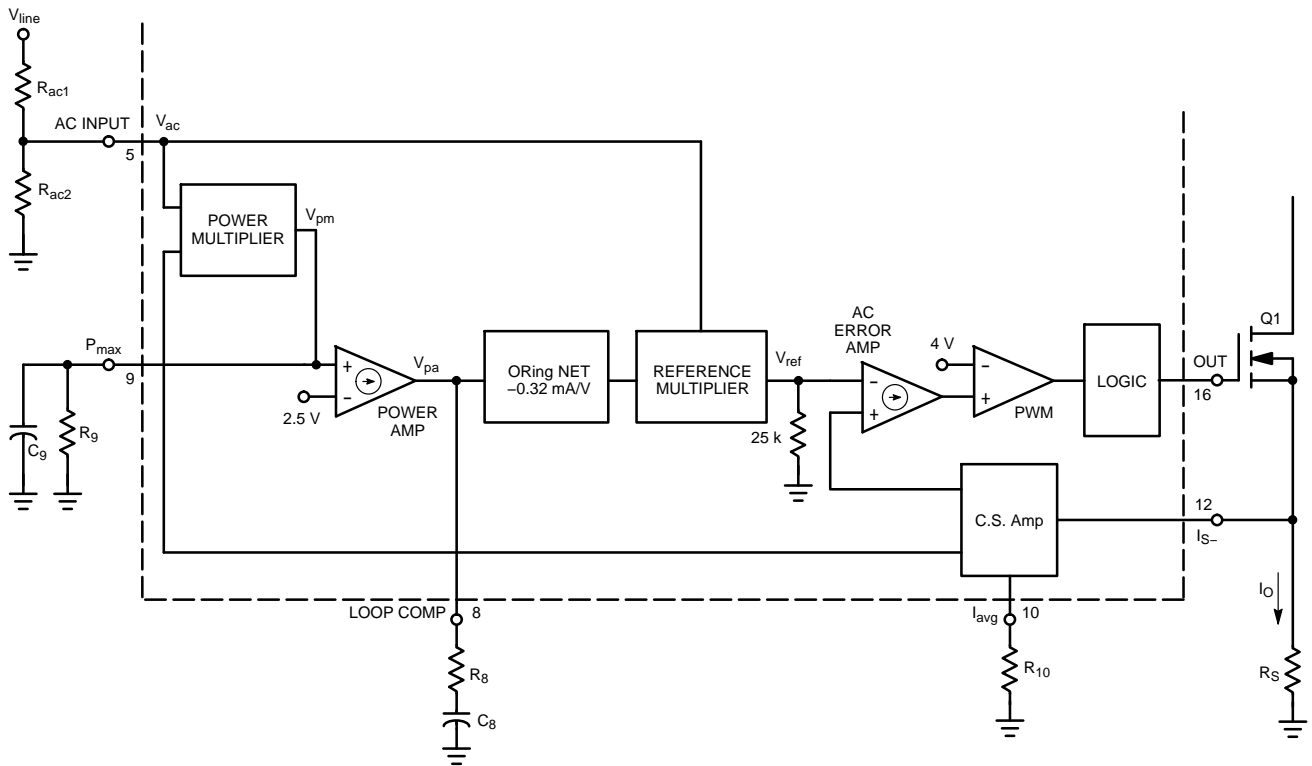 Vline
Rac1
AC INPUT
5
Vac
Rac2
POWER
MULTIPLIER
Vpm
Pmax
9
C9
R9
+
−
2.5 V
POWER
AMP
Vpa
ORing NET
−0.32 mA/V
REFERENCE
MULTIPLIER
Vref
25 k
AC
ERROR
AMP
−
+
4 V
−
+
PWM
LOGIC
OUT
16
Q1
C.S. Amp
12
IS−
IO
RS
LOOP COMP
8
R8
C8
Iavg
10
R10